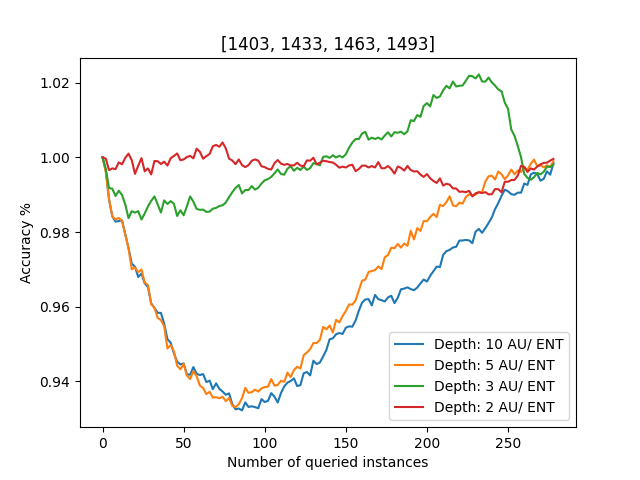 [1403, 1433, 1463, 1493]
Accuracy %
1.02
1.00
0.98
0.96
0.94
0 50 100 150 200 250
Number of queried instances
Depth: 10 AU/ ENT
Depth: 5 AU/ ENT
Depth: 3 AU/ ENT
Depth: 2 AU/ ENT